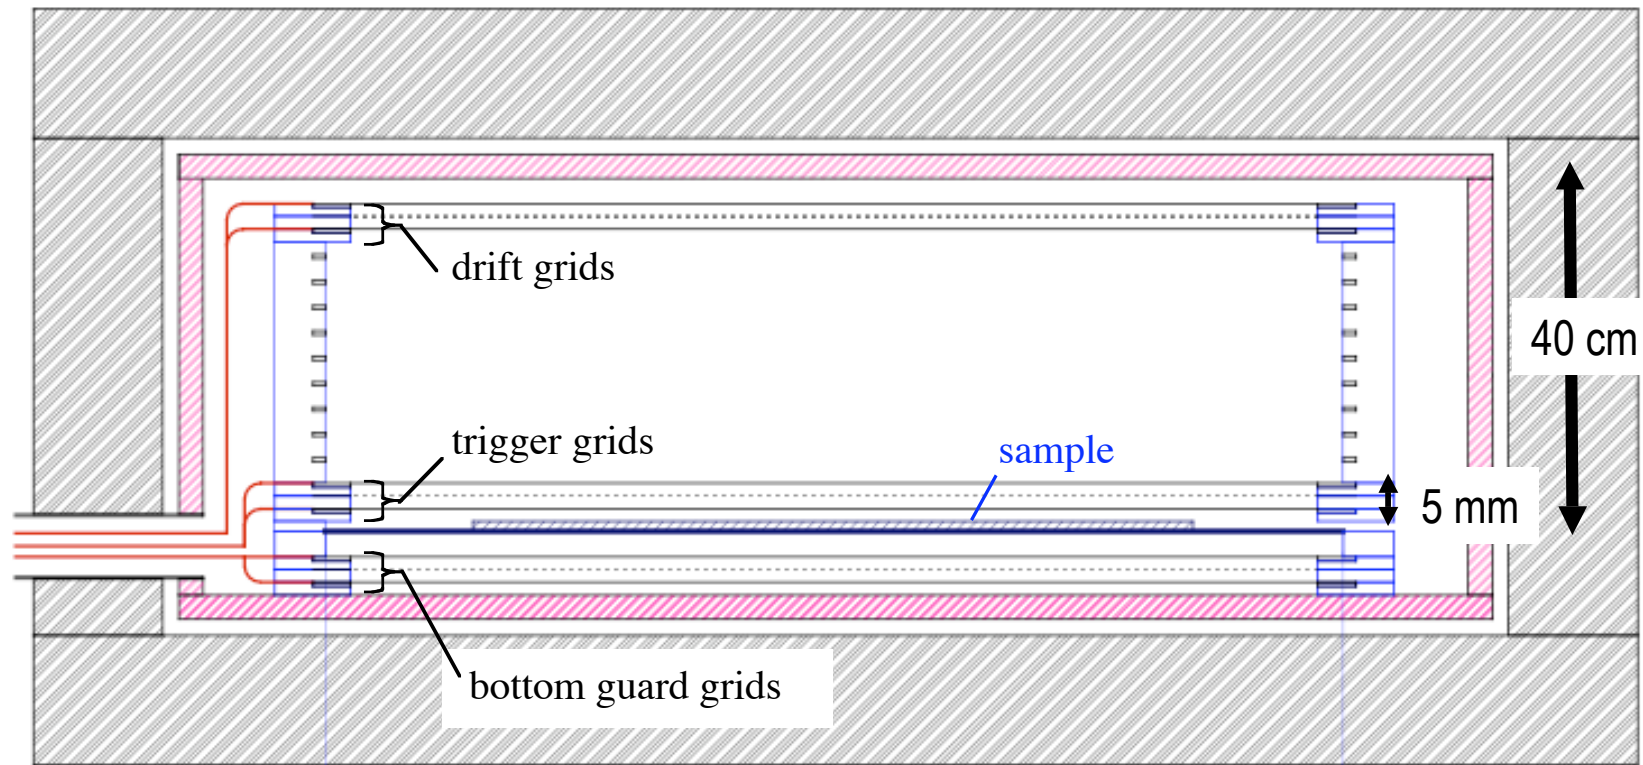 drift grids
40 cm
trigger grids
sample
5 mm
bottom guard grids